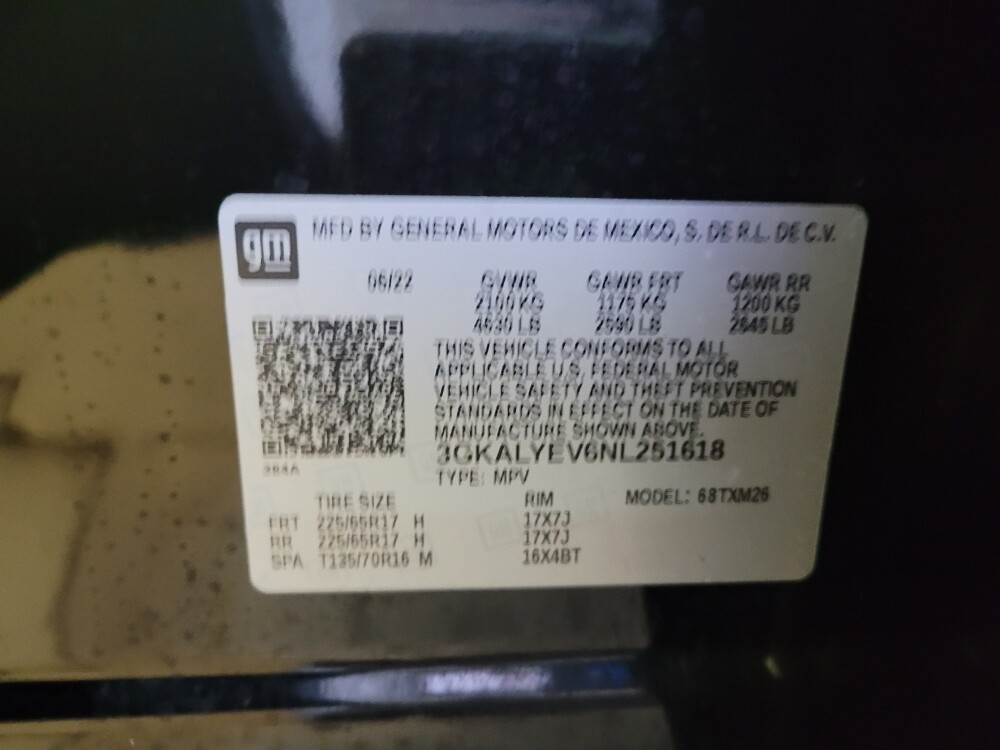 gm MFD BY GENERAL MOTORS DE MEXICO, S. DE R.L. DE C.V.
06/22 GVWR GAWR FRT GAWR RR
2100 KG 1175 KG 1200 KG
4630 LB 2590 LB 2645 LB
THIS VEHICLE CONFORMS TO ALL
APPLICABLE U.S. FEDERAL MOTOR
VEHICLE SAFETY AND THEFT PREVENTION
STANDARDS IN EFFECT ON THE DATE OF
MANUFACTURE SHOWN ABOVE.
3GKALYEV6NL251618
TYPE: MPV
TIRE SIZE RIM MODEL: 6BTXM26
FRT 225/65R17 H 17X7J
RR 225/65R17 H 17X7J
SPA T135/70R16 M 16X4BT